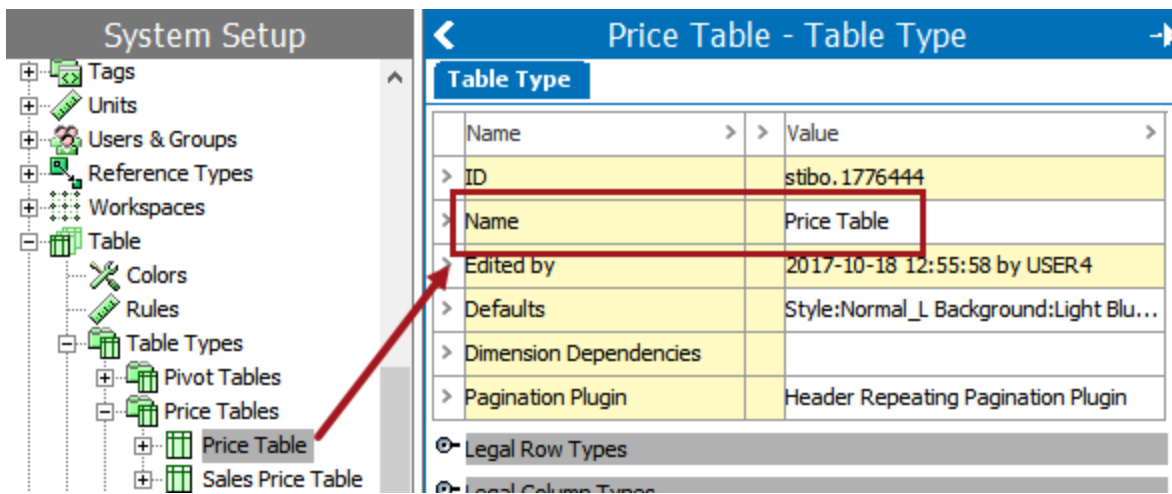 System Setup
Tags
Units
Users & Groups
Reference Types
Workspaces
Table
Colors
Rules
Table Types
Pivot Tables
Price Tables
Price Table
Sales Price Table
Price Table - Table Type
Table Type
Name > > Value >
> ID stibo.1776444
> Name Price Table
> Edited by 2017-10-18 12:55:58 by USER4
> Defaults Style:Normal_L Background:Light Blu...
> Dimension Dependencies
> Pagination Plugin Header Repeating Pagination Plugin
Legal Row Types
Legal Column Types